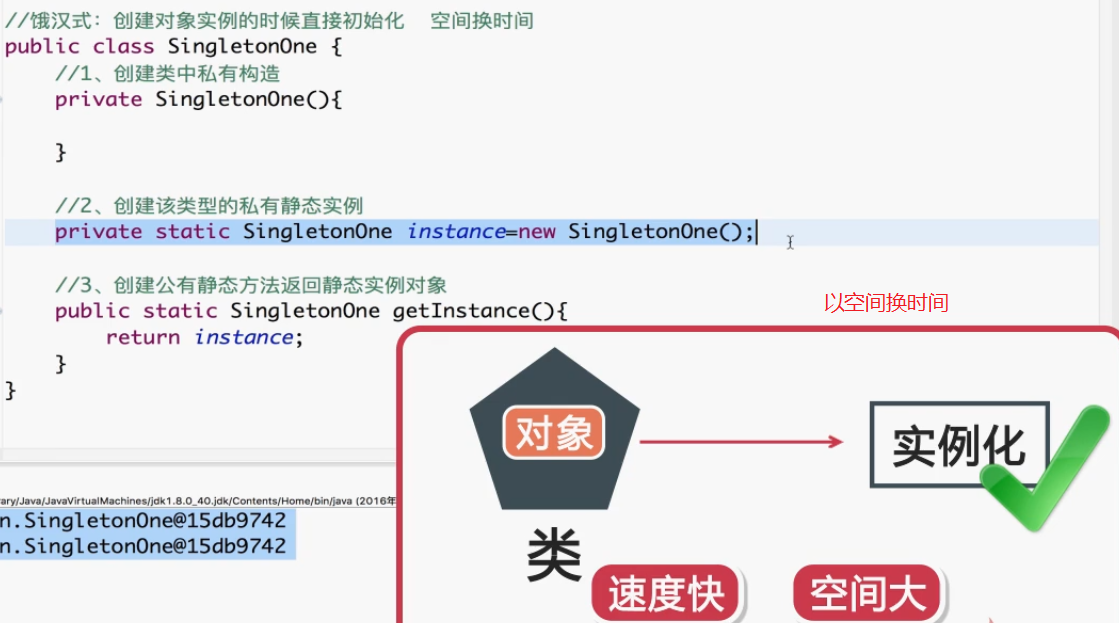 //饿汉式：创建对象实例的时候直接初始化  空间换时间
public class SingletonOne {
    //1、创建类中私有构造
    private SingletonOne(){

    }

    //2、创建该类型的私有静态实例
    private static SingletonOne instance=new SingletonOne();

    //3、创建公有静态方法返回静态实例对象
    public static SingletonOne getInstance(){
        return instance;
    }
}
以空间换时间
对象
实例化
类
速度快
空间大
rary/Java/JavaVirtualMachines/jdk1.8.0_40.jdk/Contents/Home/bin/java (2016年
n.SingletonOne@15db9742
n.SingletonOne@15db9742